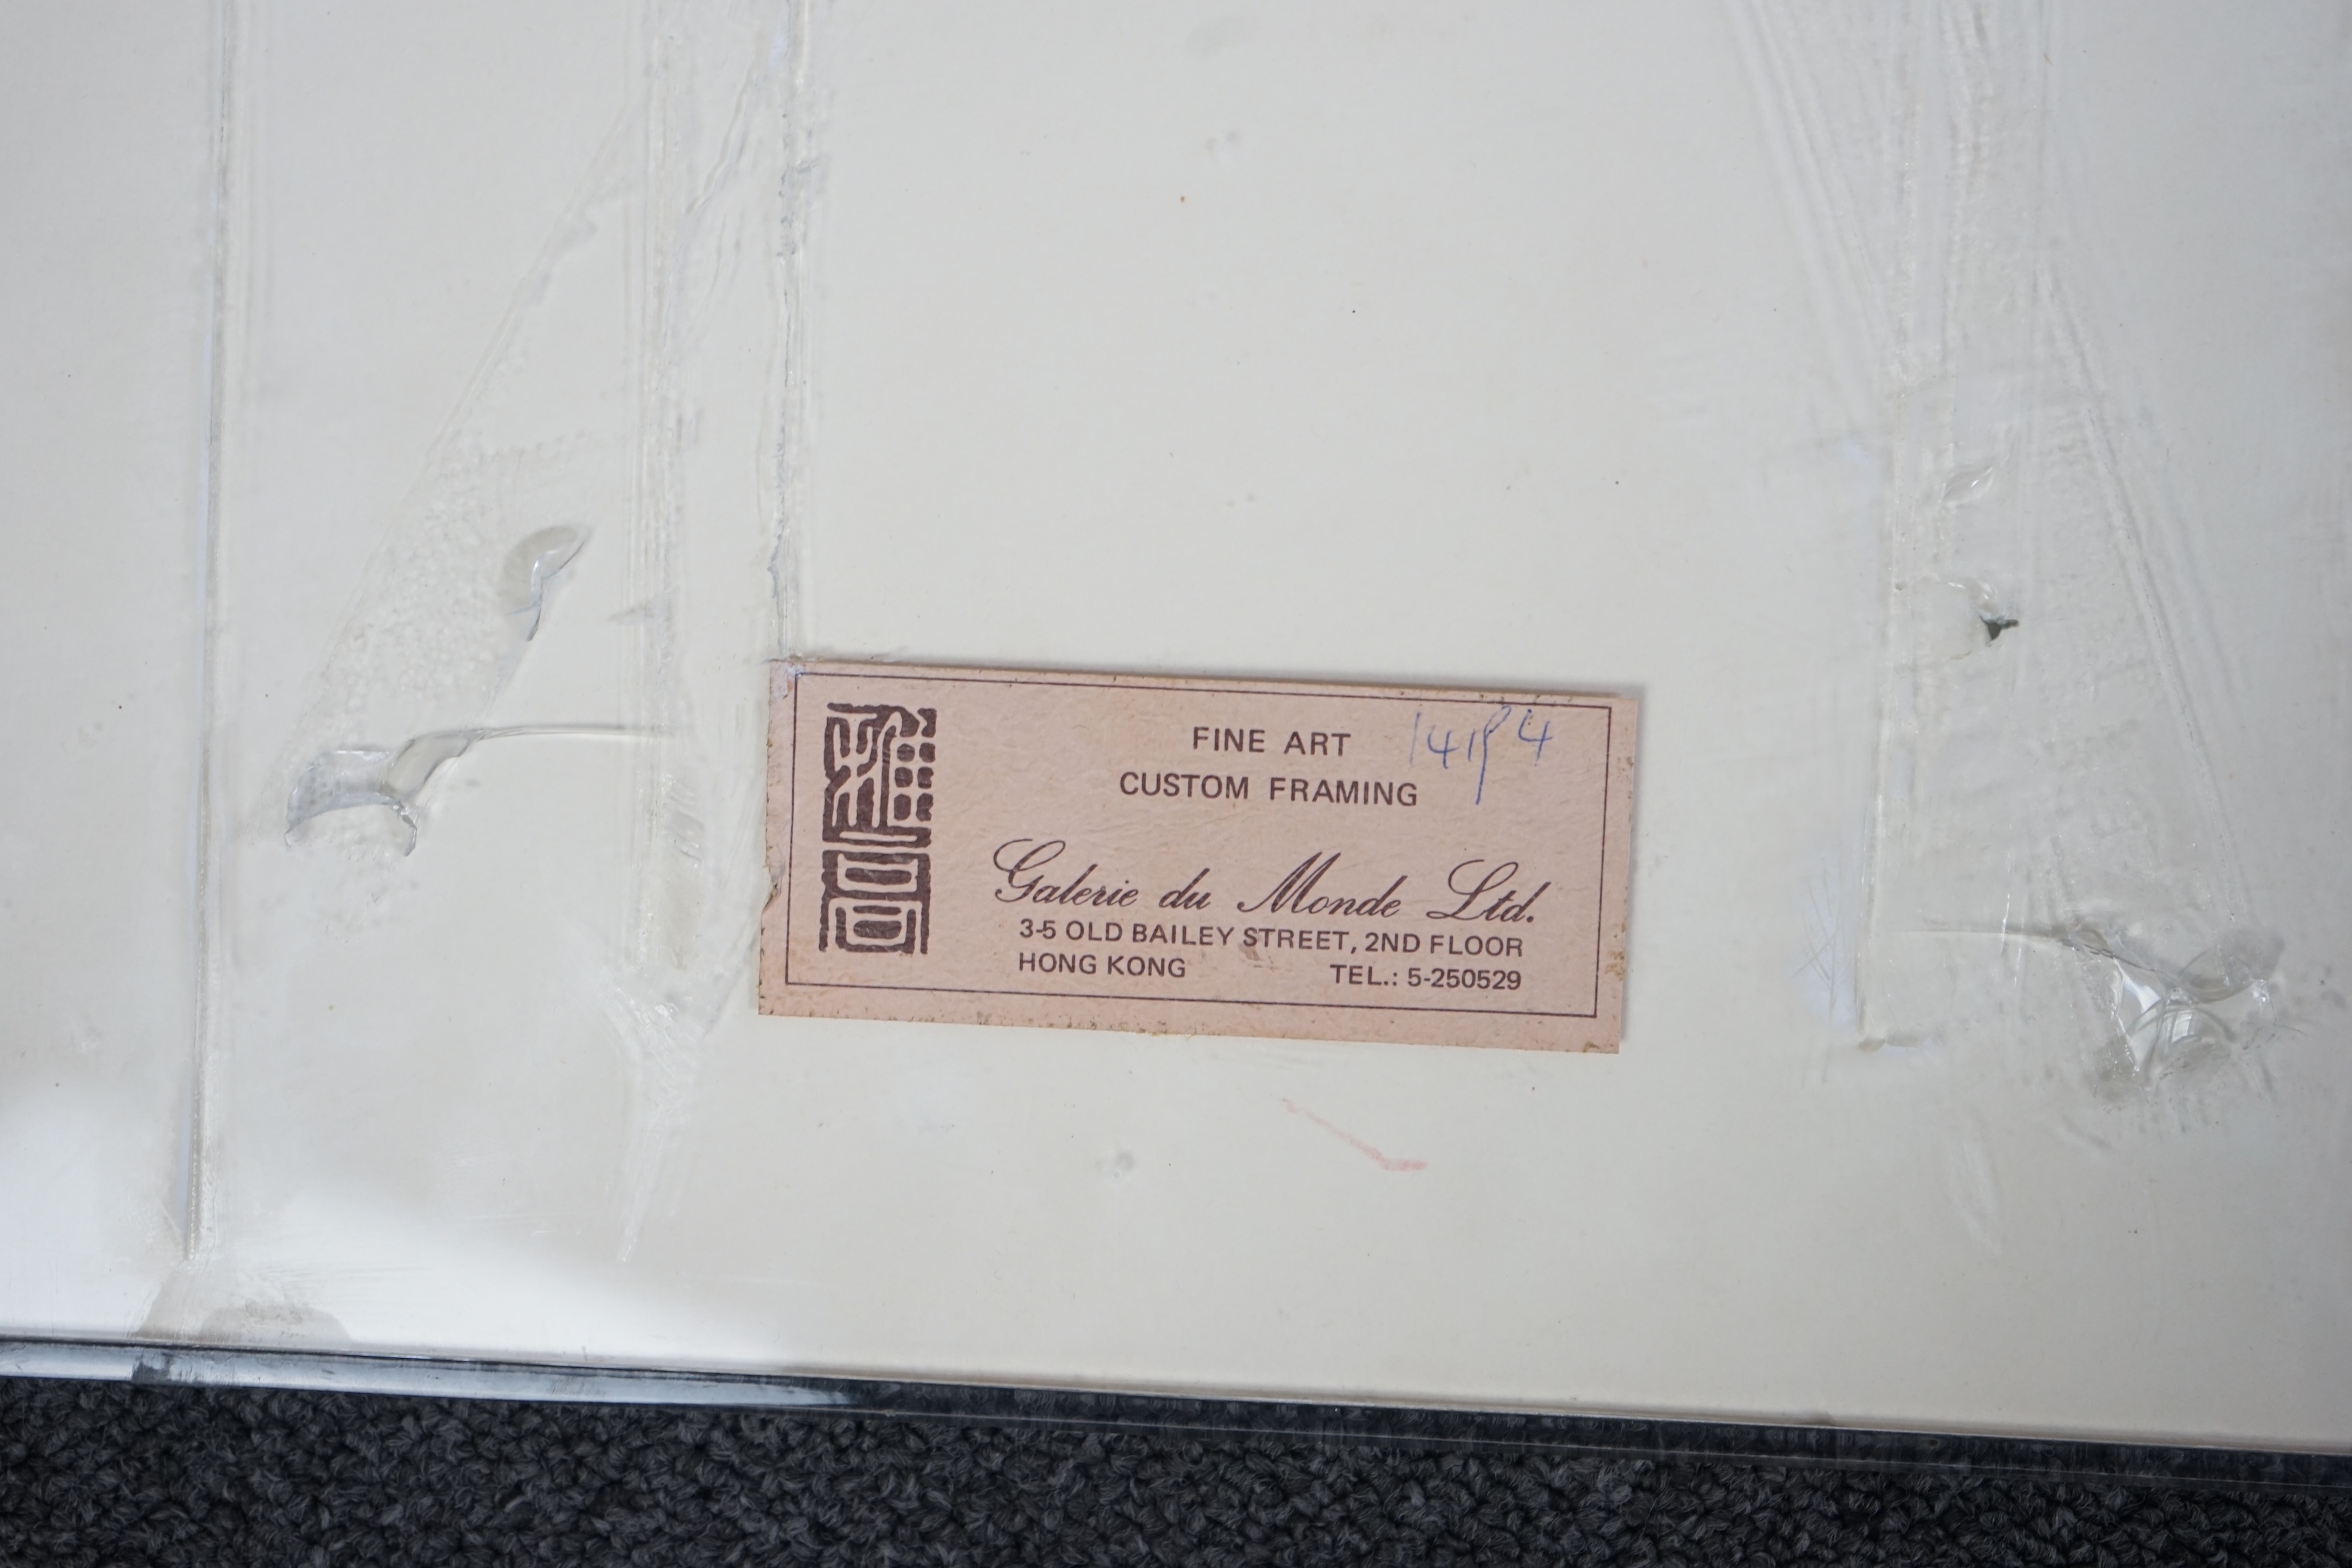 FINE ART
CUSTOM FRAMING
Galerie du Monde Ltd.
3-5 OLD BAILEY STREET, 2ND FLOOR
HONG KONG TEL.: 5-250529